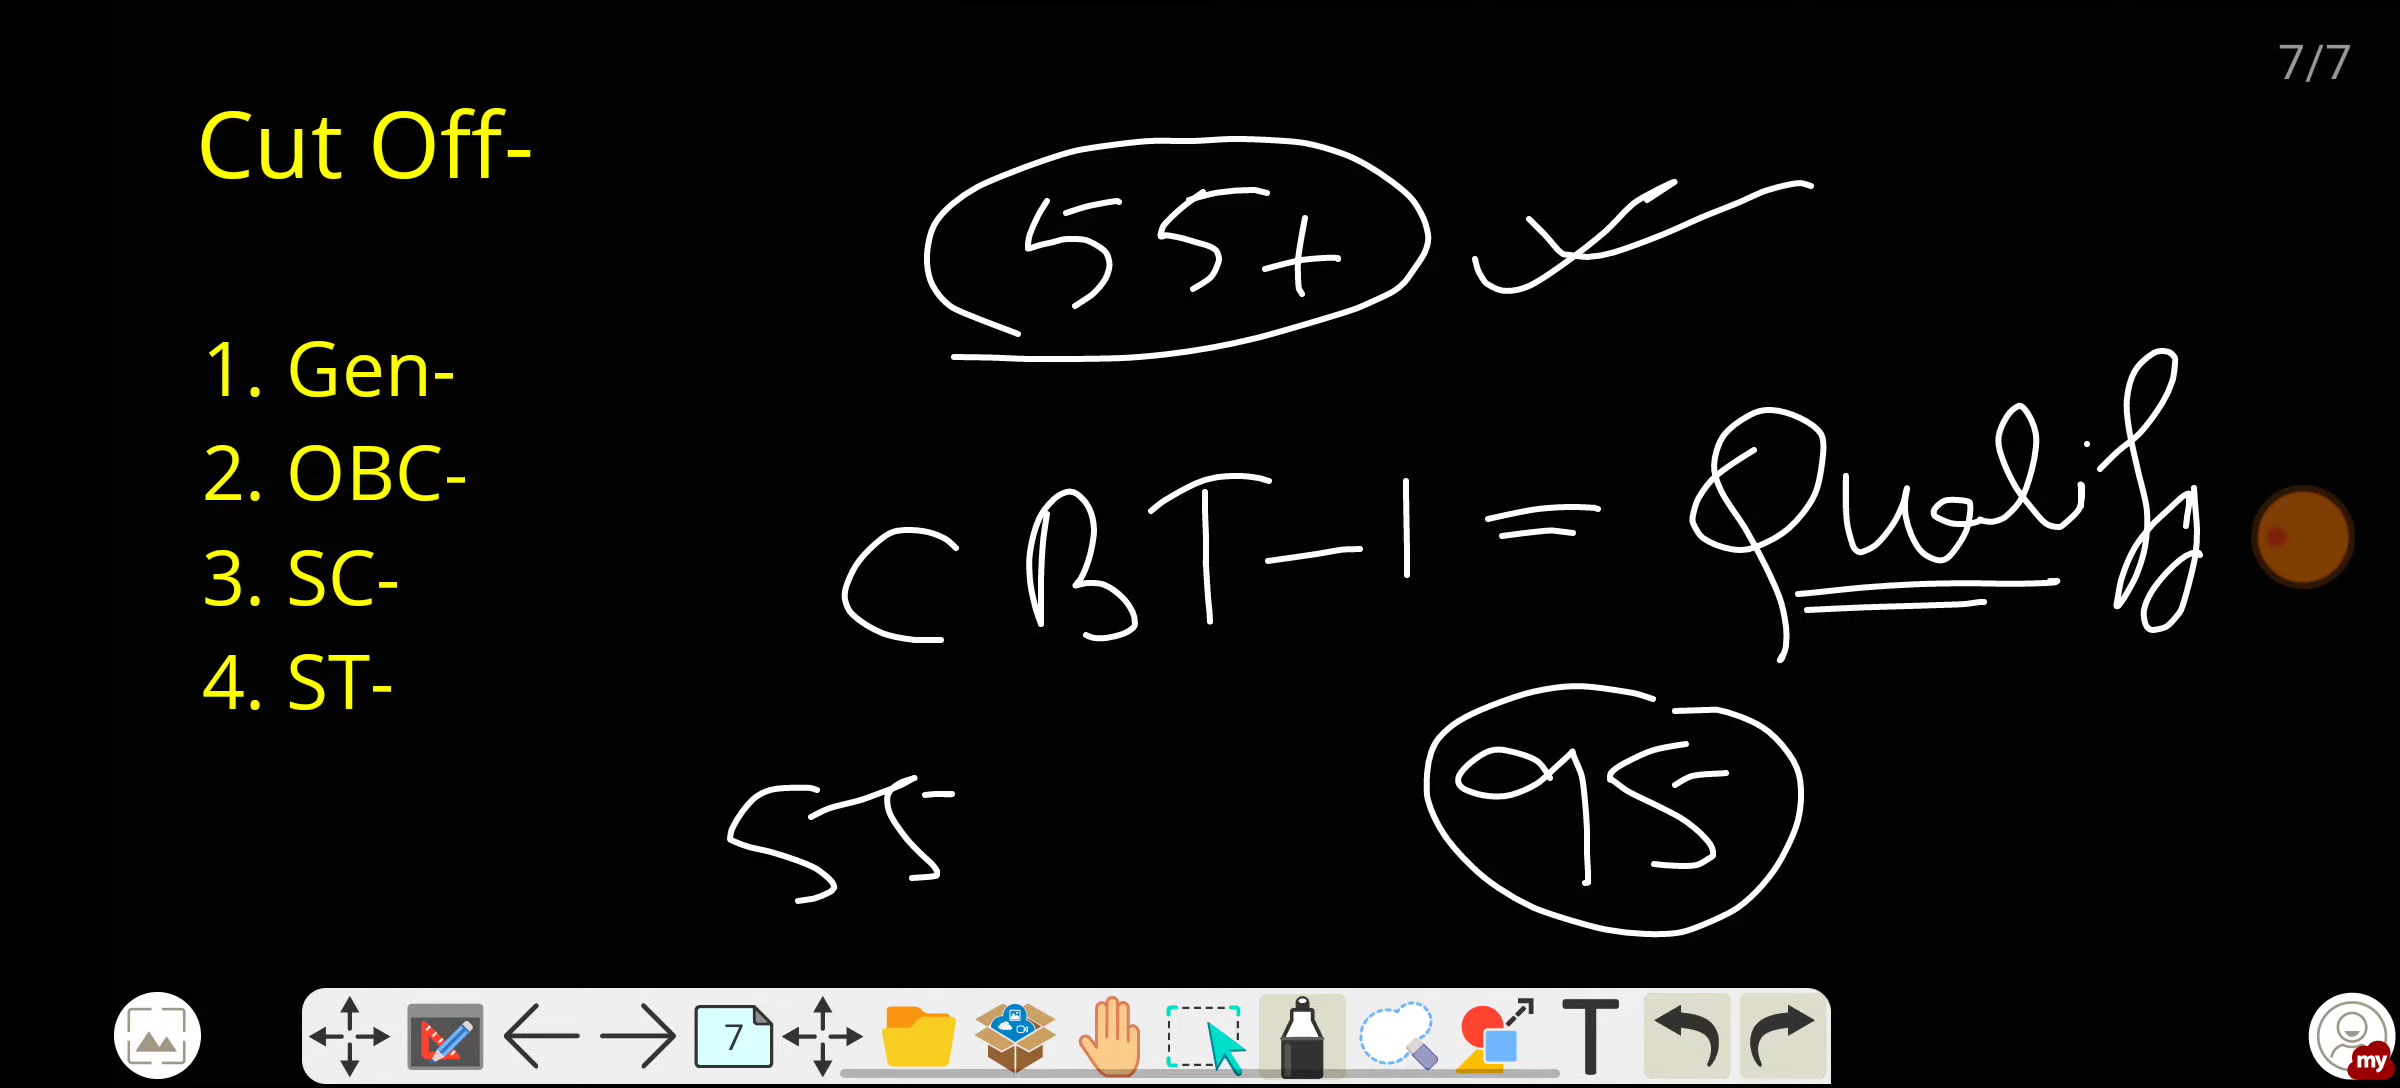 7/7
Cut Off-
55+
1. Gen-
2. OBC-
3. SC-
4. ST-
CBT-1 = Qualify
55
95
7
T
my